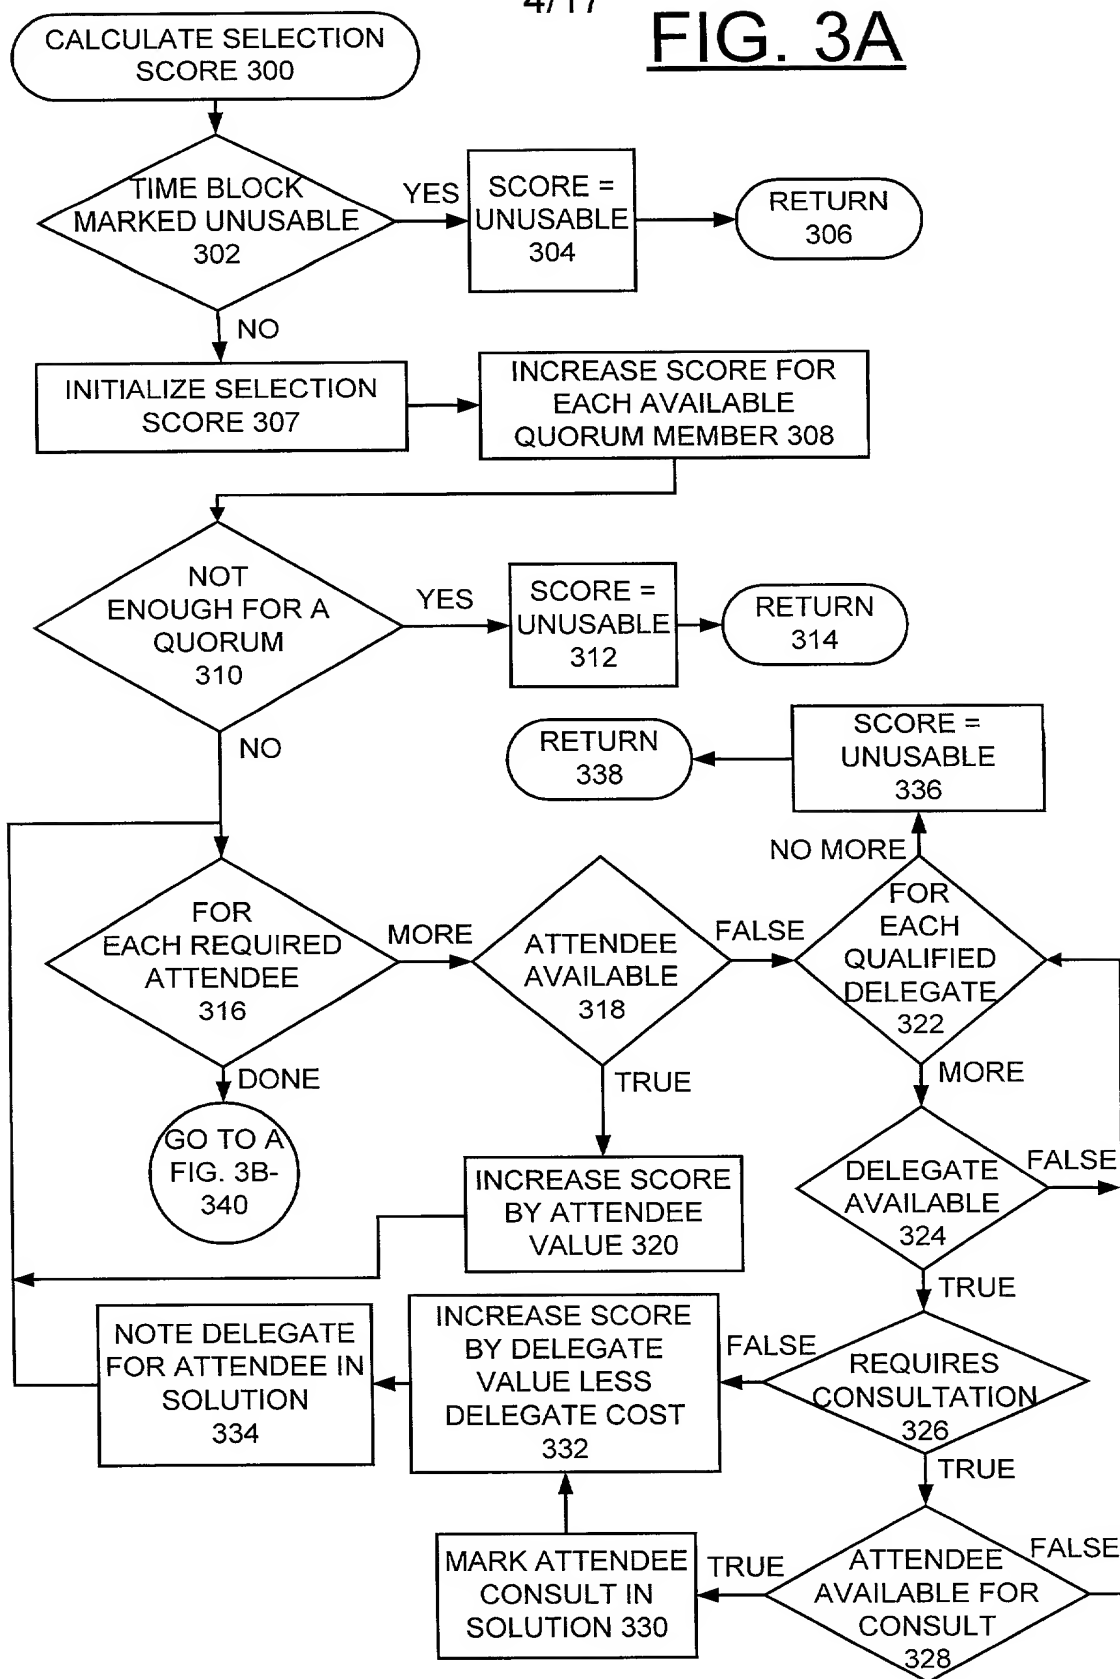 4/17
FIG. 3A
CALCULATE SELECTION
SCORE 300
TIME BLOCK
MARKED UNUSABLE
302
YES
SCORE =
UNUSABLE
304
RETURN
306
NO
INITIALIZE SELECTION
SCORE 307
INCREASE SCORE FOR
EACH AVAILABLE
QUORUM MEMBER 308
NOT
ENOUGH FOR A
QUORUM
310
YES
SCORE =
UNUSABLE
312
RETURN
314
NO
RETURN
338
SCORE =
UNUSABLE
336
NO MORE
FOR
EACH REQUIRED
ATTENDEE
316
MORE
ATTENDEE
AVAILABLE
318
FALSE
FOR
EACH
QUALIFIED
DELEGATE
322
DONE
TRUE
MORE
GO TO A
FIG. 3B-
340
INCREASE SCORE
BY ATTENDEE
VALUE 320
DELEGATE
AVAILABLE
324
FALSE
TRUE
NOTE DELEGATE
FOR ATTENDEE IN
SOLUTION
334
INCREASE SCORE
BY DELEGATE
VALUE LESS
DELEGATE COST
332
FALSE
REQUIRES
CONSULTATION
326
TRUE
MARK ATTENDEE
CONSULT IN
SOLUTION 330
TRUE
ATTENDEE
AVAILABLE FOR
CONSULT
328
FALSE